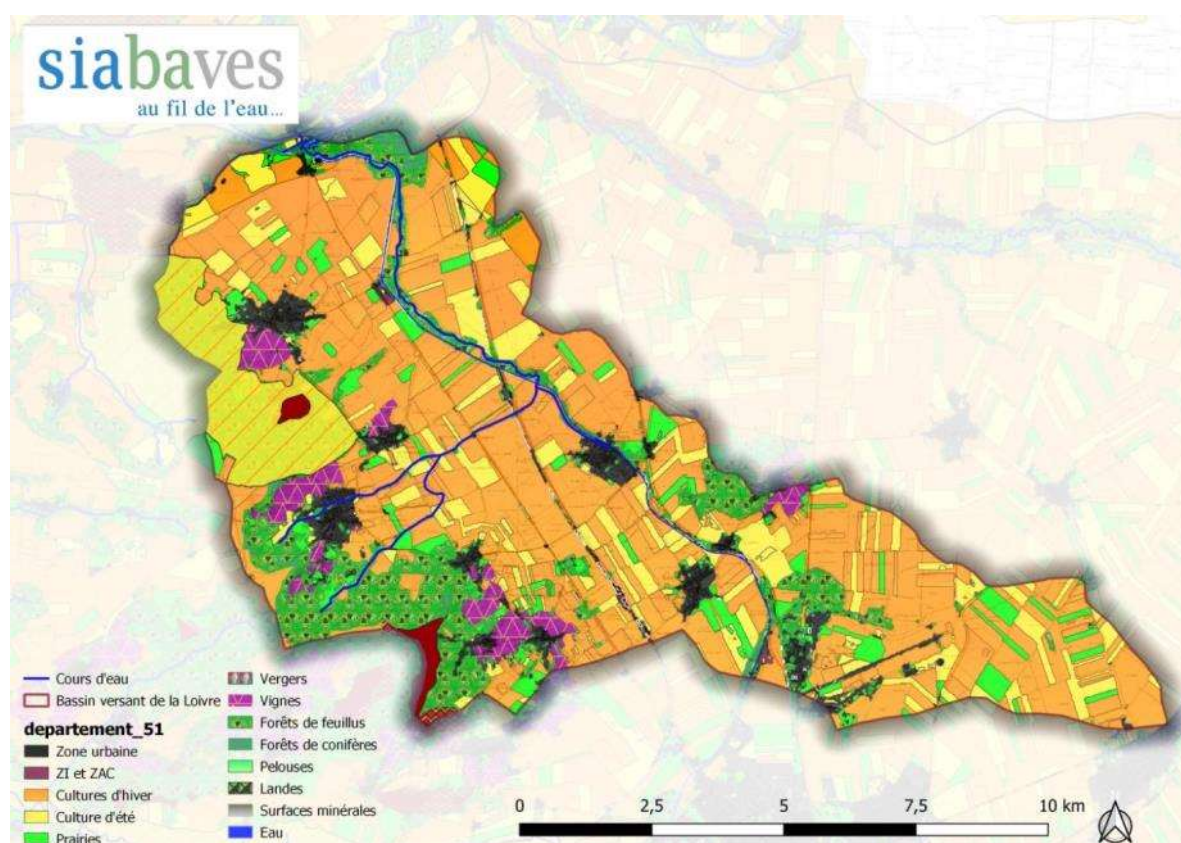 siabaves
au fil de l'eau...
Cours d'eau
Bassin versant de la Loivre
departement_51
Zone urbaine
ZI et ZAC
Cultures d'hiver
Culture d'été
Prairies
Vergers
Vignes
Forêts de feuillus
Forêts de conifères
Pelouses
Landes
Surfaces minérales
Eau
0 2,5 5 7,5 10 km